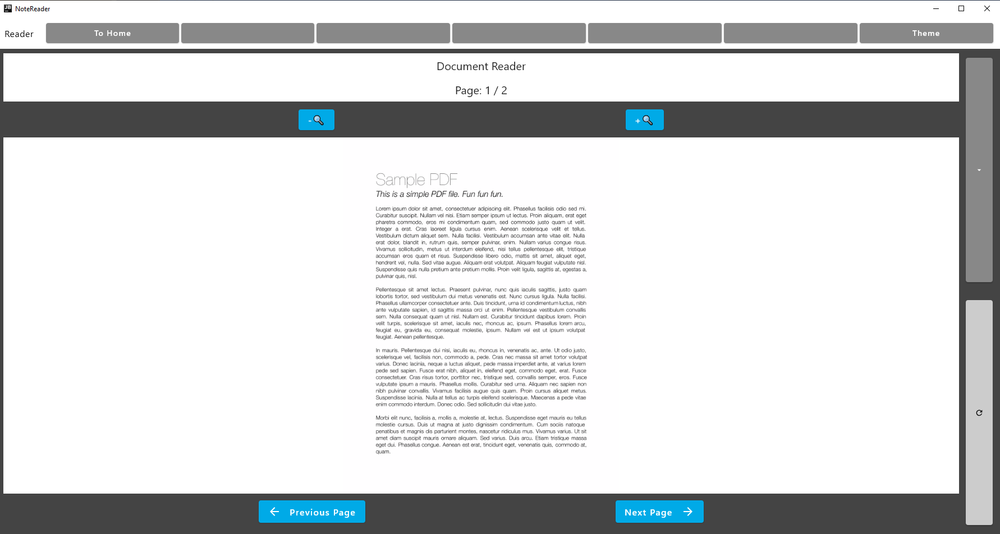 JB NoteReader
Reader To Home Theme
Document Reader
Page: 1 / 2
- +
Sample PDF
This is a simple PDF file. Fun fun fun.
Lorem ipsum dolor sit amet, consectetuer adipiscing elit. Phasellus facilisis odio sed mi.
Curabitur suscipit. Nullam vel nisi. Etiam semper ipsum ut lectus. Proin aliquam, erat eget
pharetra commodo, eros mi condimentum quam, sed commodo justo quam ut velit.
Integer a erat. Cras laoreet ligula cursus enim. Aenean scelerisque velit et tellus.
Vestibulum dictum aliquet sem. Nulla facilisi. Vestibulum accumsan ante vitae elit. Nulla
erat dolor, blandit in, rutrum quis, semper pulvinar, enim. Nullam varius congue risus.
Vivamus sollicitudin, metus ut interdum eleifend, nisi tellus pellentesque elit, tristique
accumsan eros quam et risus. Suspendisse libero odio, mattis sit amet, aliquet eget,
hendrerit vel, nulla. Sed vitae augue. Aliquam erat volutpat. Aliquam feugiat vulputate nisl.
Suspendisse quis nulla pretium ante pretium mollis. Proin velit ligula, sagittis at, egestas a,
pulvinar quis, nisl.
Pellentesque sit amet lectus. Praesent pulvinar, nunc quis iaculis sagittis, justo quam
lobortis tortor, sed vestibulum dui metus venenatis est. Nunc cursus ligula. Nulla facilisi.
Phasellus ullamcorper consectetuer ante. Duis tincidunt, urna id condimentum luctus, nibh
ante vulputate sapien, id sagittis massa orci ut enim. Pellentesque vestibulum convallis
sem. Nulla consequat quam ut nisl. Nullam est. Curabitur tincidunt dapibus lorem. Proin
velit turpis, scelerisque sit amet, iaculis nec, rhoncus ac, ipsum. Phasellus lorem arcu,
feugiat eu, gravida eu, consequat molestie, ipsum. Nullam vel est ut ipsum volutpat
feugiat. Aenean pellentesque.
In mauris. Pellentesque dui nisi, iaculis eu, rhoncus in, venenatis ac, ante. Ut odio justo,
scelerisque vel, facilisis non, commodo a, pede. Cras nec massa sit amet tortor volutpat
varius. Donec lacinia, neque a luctus aliquet, pede massa imperdiet ante, at varius lorem
pede sed sapien. Fusce erat nibh, aliquet in, eleifend eget, commodo eget, erat. Fusce
consectetuer. Cras risus tortor, porttitor nec, tristique sed, convallis semper, eros. Fusce
vulputate ipsum a mauris. Phasellus mollis. Curabitur sed urna. Aliquam nec sapien non
nibh pulvinar convallis. Vivamus facilisis augue quis quam. Proin cursus aliquet metus.
Suspendisse lacinia. Nulla at tellus ac turpis eleifend scelerisque. Maecenas a pede vitae
enim commodo interdum. Donec odio. Sed sollicitudin dui vitae justo.
Morbi elit nunc, facilisis a, mollis a, molestie at, lectus. Suspendisse eget mauris eu tellus
molestie cursus. Duis ut magna at justo dignissim condimentum. Cum sociis natoque
penatibus et magnis dis parturient montes, nascetur ridiculus mus. Vivamus varius. Ut sit
amet diam suscipit mauris ornare aliquam. Sed varius. Duis arcu. Etiam tristique massa
eget dui. Phasellus congue. Aenean est erat, tincidunt eget, venenatis quis, commodo at,
quam.
Previous Page Next Page